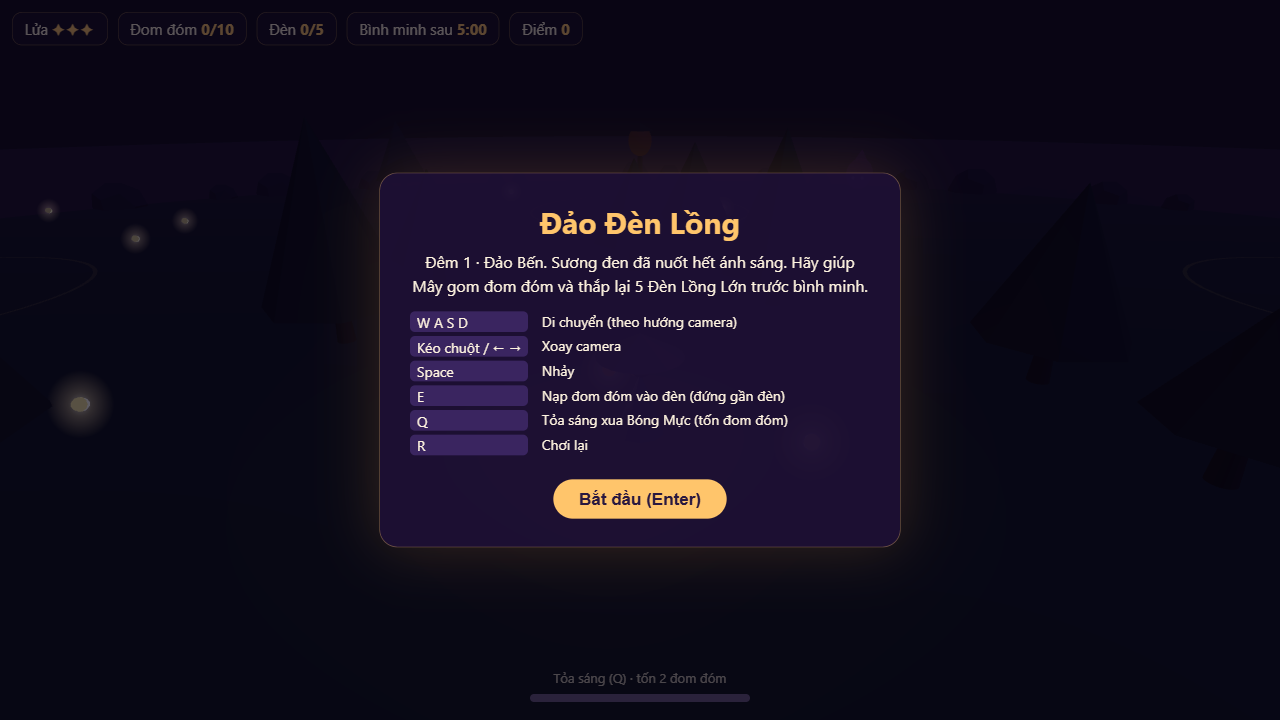 Lửa ✦✦✦ Đom đóm 0/10 Đèn 0/5 Bình minh sau 5:00 Điểm 0
Đảo Đèn Lồng
Đêm 1 · Đảo Bến. Sương đen đã nuốt hết ánh sáng. Hãy giúp
Mây gom đom đóm và thắp lại 5 Đèn Lồng Lớn trước bình minh.
W A S D Di chuyển (theo hướng camera)
Kéo chuột / ← → Xoay camera
Space Nhảy
E Nạp đom đóm vào đèn (đứng gần đèn)
Q Tỏa sáng xua Bóng Mực (tốn đom đóm)
R Chơi lại
Bắt đầu (Enter)
Tỏa sáng (Q) · tốn 2 đom đóm